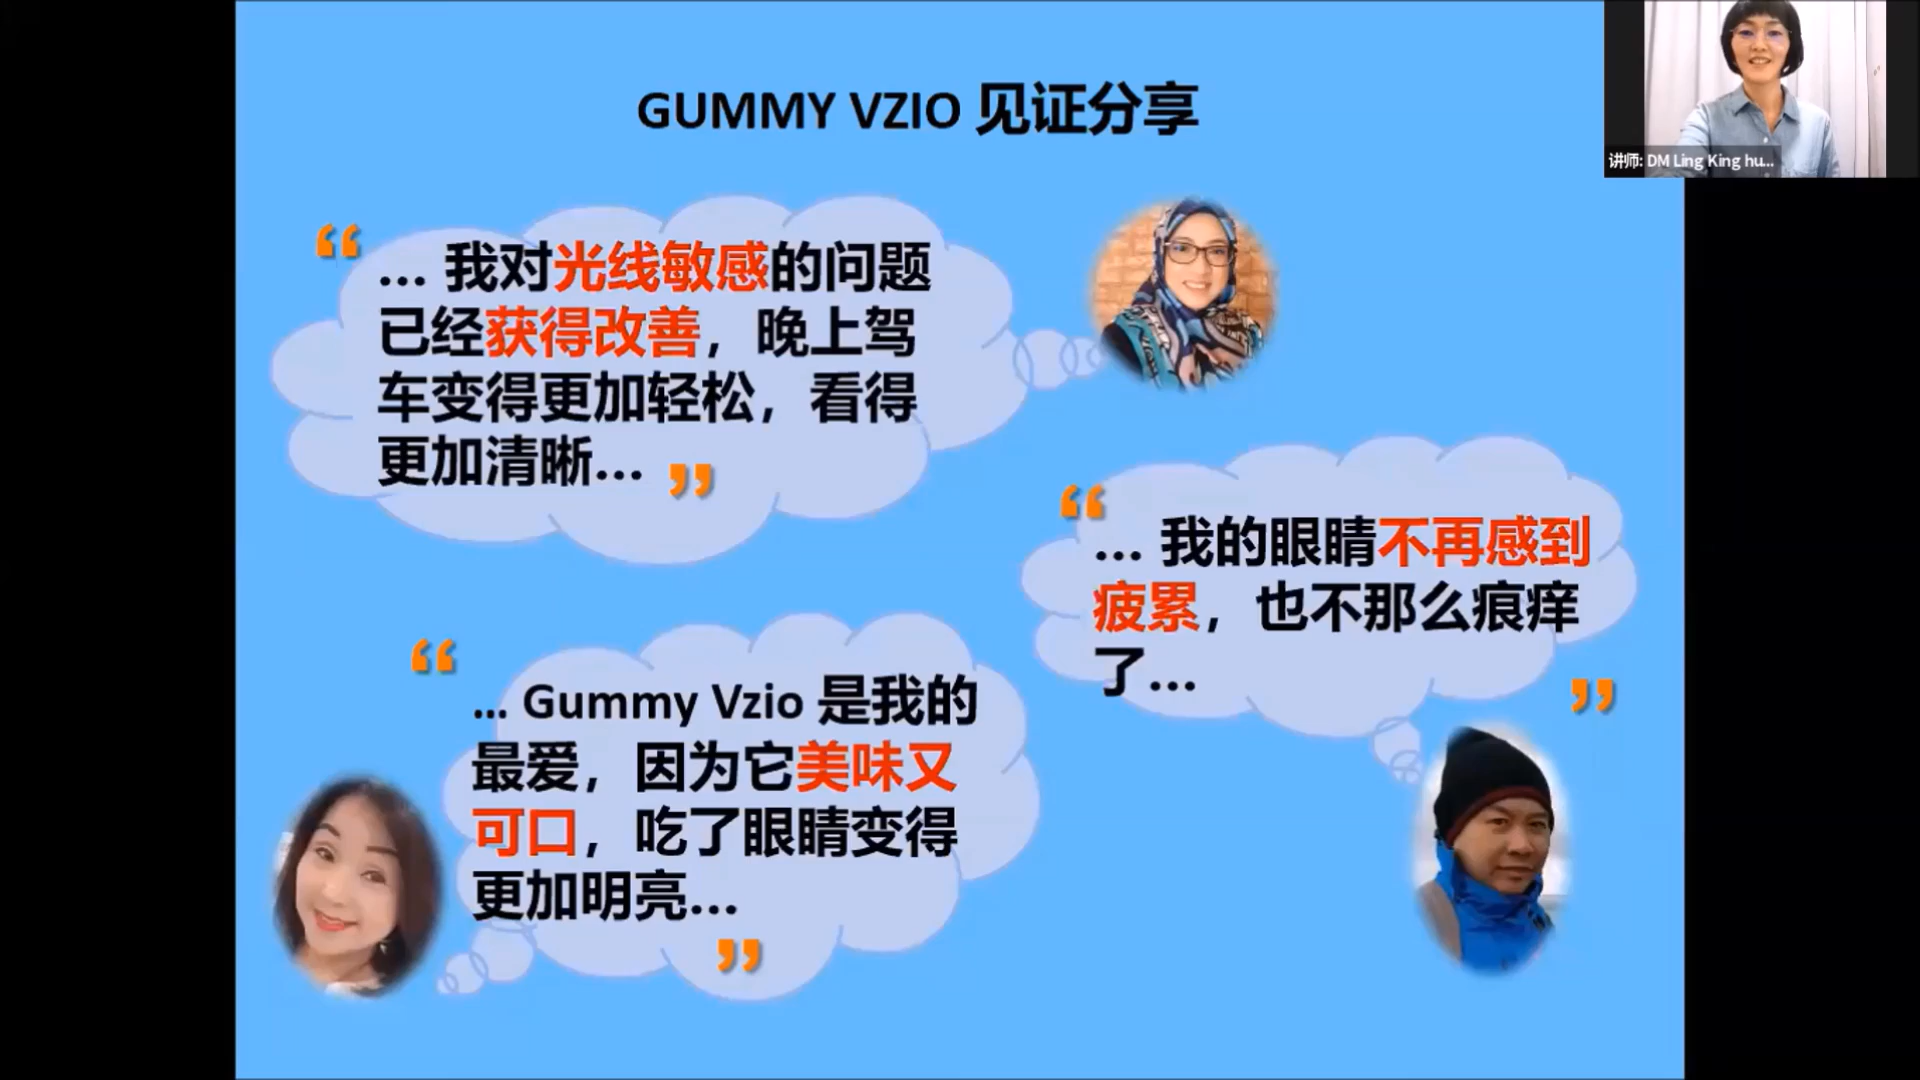 GUMMY VZIO 见证分享
讲师: DM Ling King hu...
“ ... 我对光线敏感的问题
已经获得改善，晚上驾
车变得更加轻松，看得
更加清晰... ”
“ ... 我的眼睛不再感到
疲累，也不那么痕痒
了... ”
“ ... Gummy Vzio 是我的
最爱，因为它美味又
可口，吃了眼睛变得
更加明亮... ”